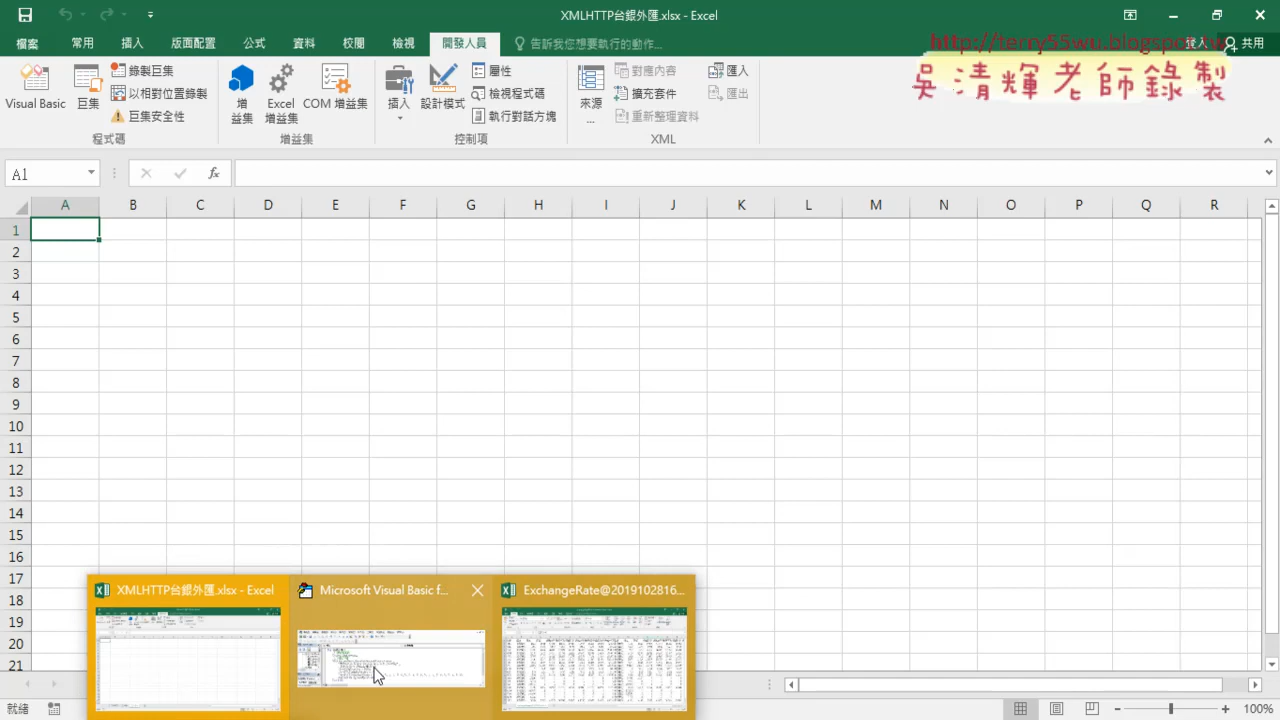 XMLHTTP台銀外匯.xlsx - Excel
檔案 常用 插入 版面配置 公式 資料 校閱 檢視 開發人員 告訴我您想要執行的動作... 登入 共用
http://terry55wu.blogspot.tw
吳清輝老師錄製
Visual Basic 巨集 錄製巨集 以相對位置錄製 巨集安全性
增益集 Excel 增益集 COM 增益集
插入 設計模式 屬性 檢視程式碼 執行對話方塊
來源... 對應內容 擴充套件 重新整理資料 匯入 匯出
程式碼 增益集 控制項 XML
A1 fx
A B C D E F G H I J K L M N O P Q R
1
2
3
4
5
6
7
8
9
10
11
12
13
14
15
16
17
18
19
20
21
XMLHTTP台銀外匯.xlsx - Excel Microsoft Visual Basic f... ExchangeRate@2019102816...
就緒 100%